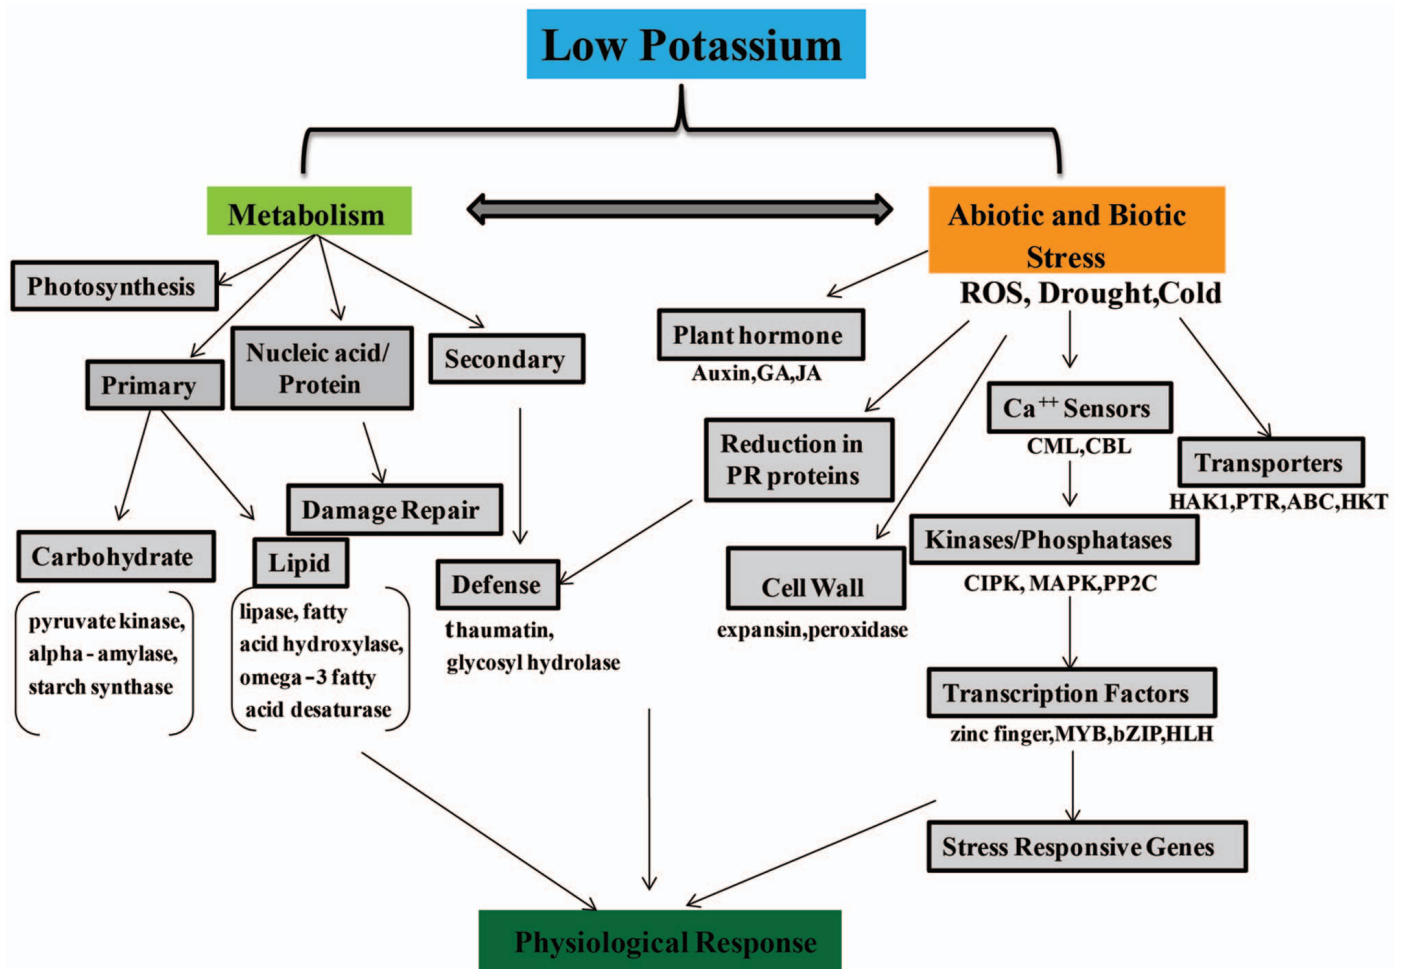 Low Potassium
Metabolism
Abiotic and Biotic
Stress
ROS, Drought,Cold
Photosynthesis
Primary
Nucleic acid/
Protein
Secondary
Plant hormone
Auxin,GA,JA
Reduction in
PR proteins
Ca++ Sensors
CML,CBL
Transporters
HAK1,PTR,ABC,HKT
Damage Repair
Carbohydrate
pyruvate kinase,
alpha-amylase,
starch synthase
Lipid
lipase, fatty
acid hydroxylase,
omega-3 fatty
acid desaturase
Defense
thaumatin,
glycosyl hydrolase
Cell Wall
expansin,peroxidase
Kinases/Phosphatases
CIPK, MAPK,PP2C
Transcription Factors
zinc finger,MYB,bZIP,HLH
Stress Responsive Genes
Physiological Response